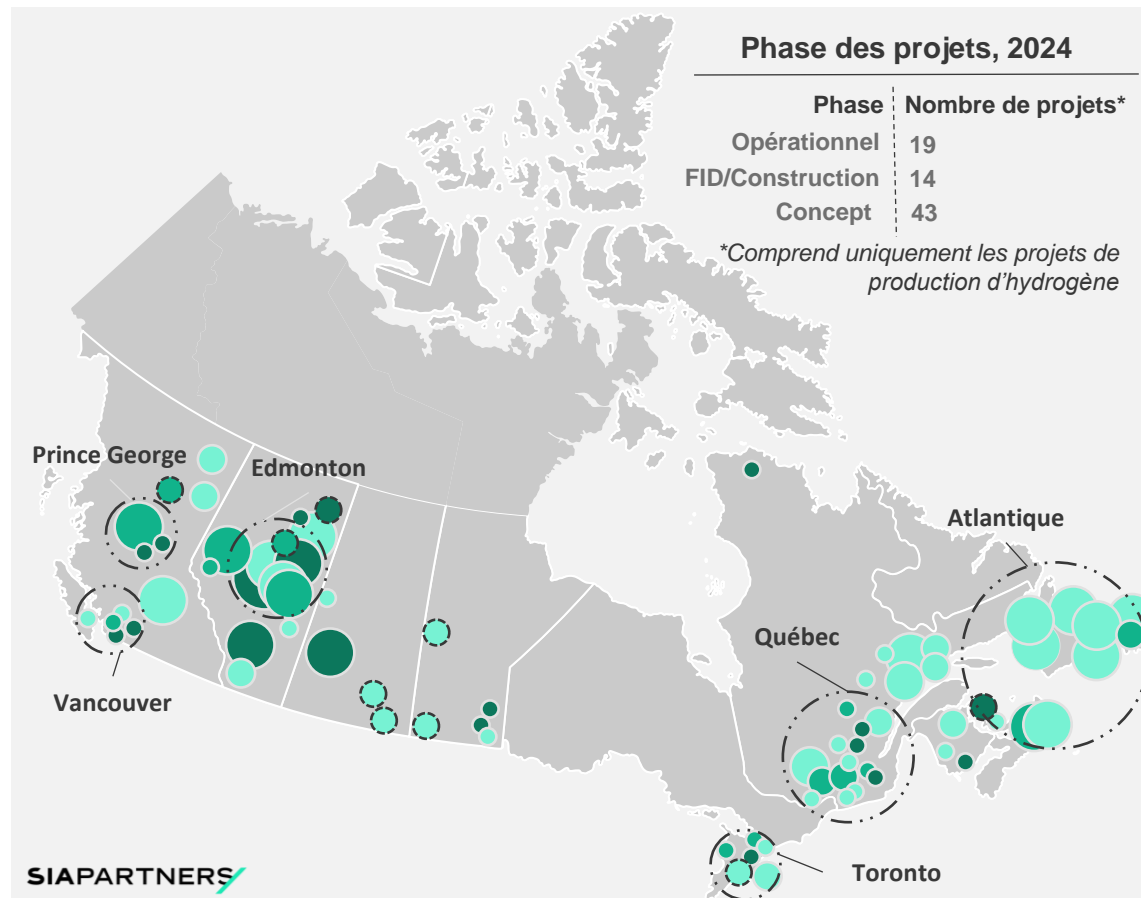 Phase des projets, 2024
Phase Nombre de projets*
Opérationnel 19
FID/Construction 14
Concept 43
*Comprend uniquement les projets de
production d’hydrogène
Prince George
Edmonton
Atlantique
Québec
Vancouver
Toronto
SIAPARTNERS